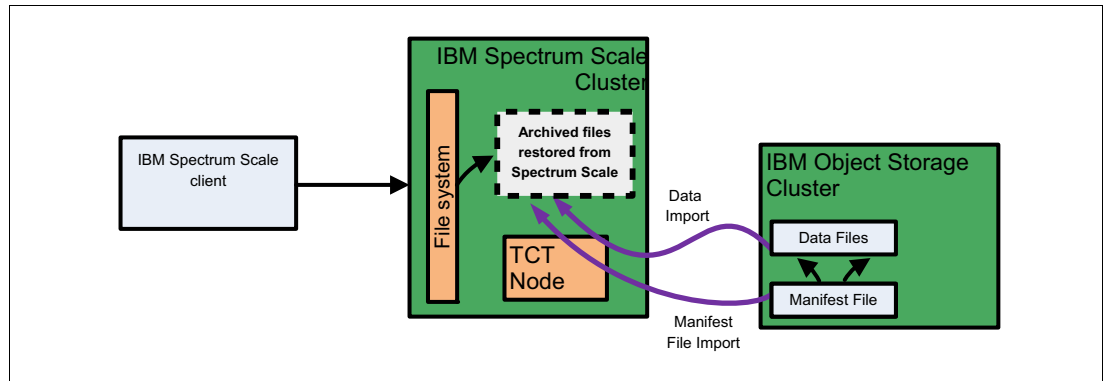 IBM Spectrum Scale
Cluster
IBM Spectrum Scale
client
File system
Archived files
restored from
Spectrum Scale
TCT
Node
Data
Import
Manifest
File Import
IBM Object Storage
Cluster
Data Files
Manifest File